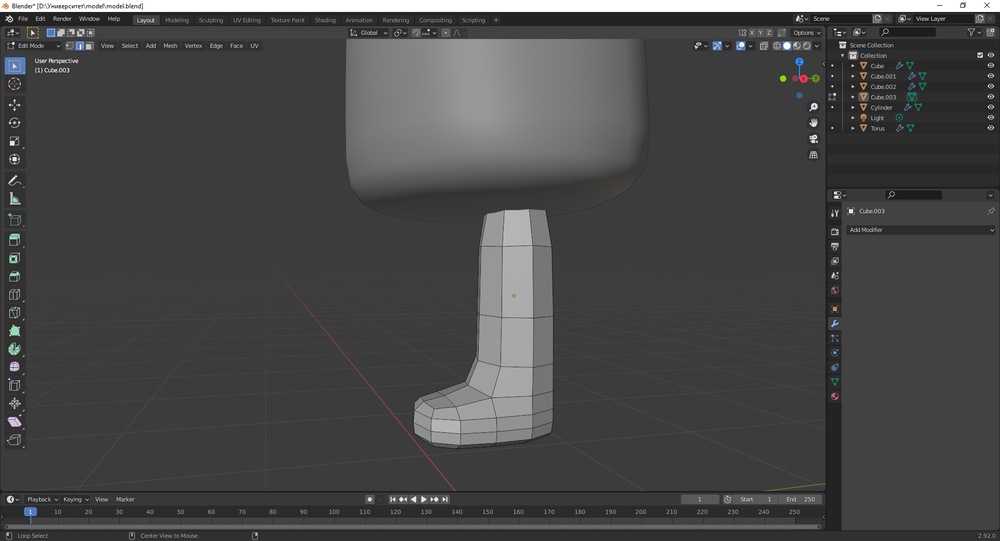 Blender* [D:\Университет\model\model.blend]
File Edit Render Window Help Layout Modeling Sculpting UV Editing Texture Paint Shading Animation Rendering Compositing Scripting Scene View Layer
Global X Y Z Options
Edit Mode View Select Add Mesh Vertex Edge Face UV
User Perspective
(1) Cube.003
Z
X
Y
Scene Collection
Collection
Cube
Cube.001
Cube.002
Cube.003
Cylinder
Light
Torus
Cube.003
Add Modifier
Playback Keying View Marker 1 Start 1 End 250
1 10 20 30 40 50 60 70 80 90 100 110 120 130 140 150 160 170 180 190 200 210 220 230 240 250
Loop Select Center View to Mouse 2.92.0